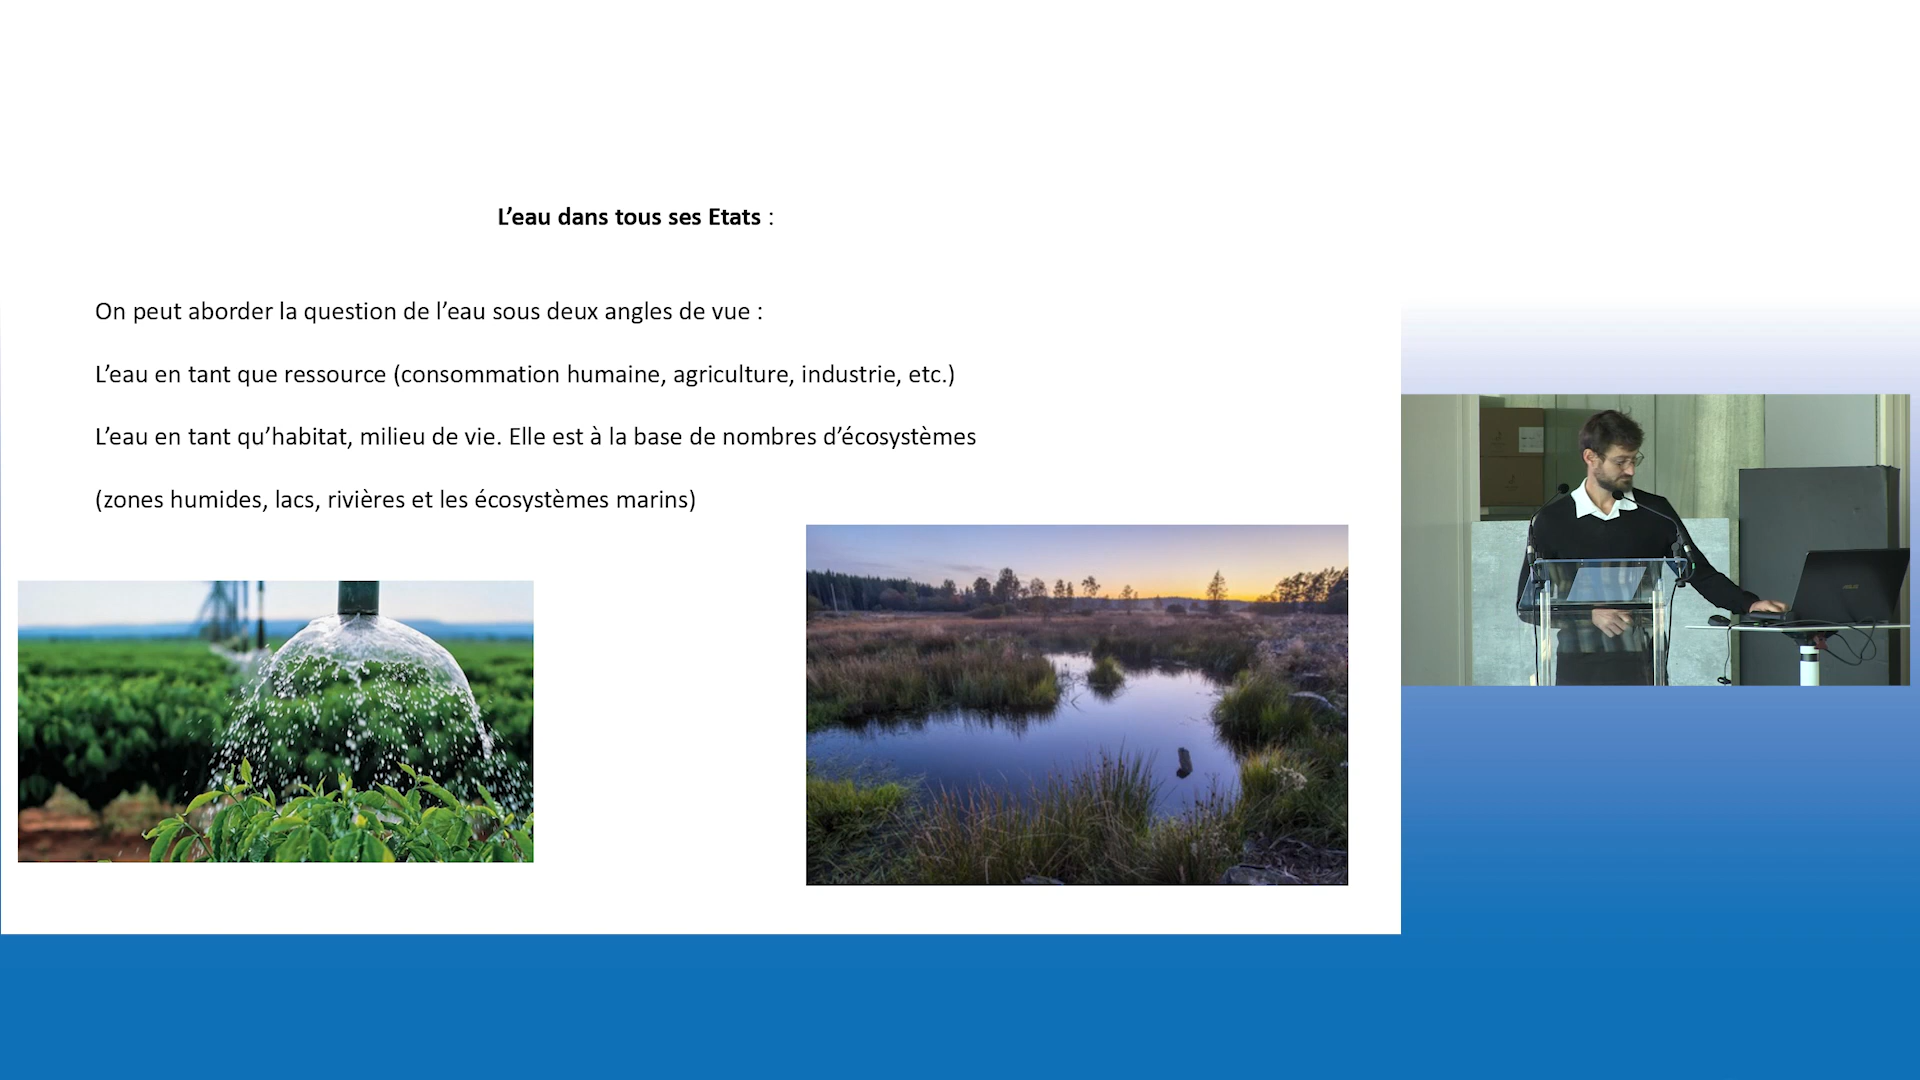 L’eau dans tous ses Etats :
On peut aborder la question de l’eau sous deux angles de vue :
L’eau en tant que ressource (consommation humaine, agriculture, industrie, etc.)
L’eau en tant qu’habitat, milieu de vie. Elle est à la base de nombres d’écosystèmes
(zones humides, lacs, rivières et les écosystèmes marins)